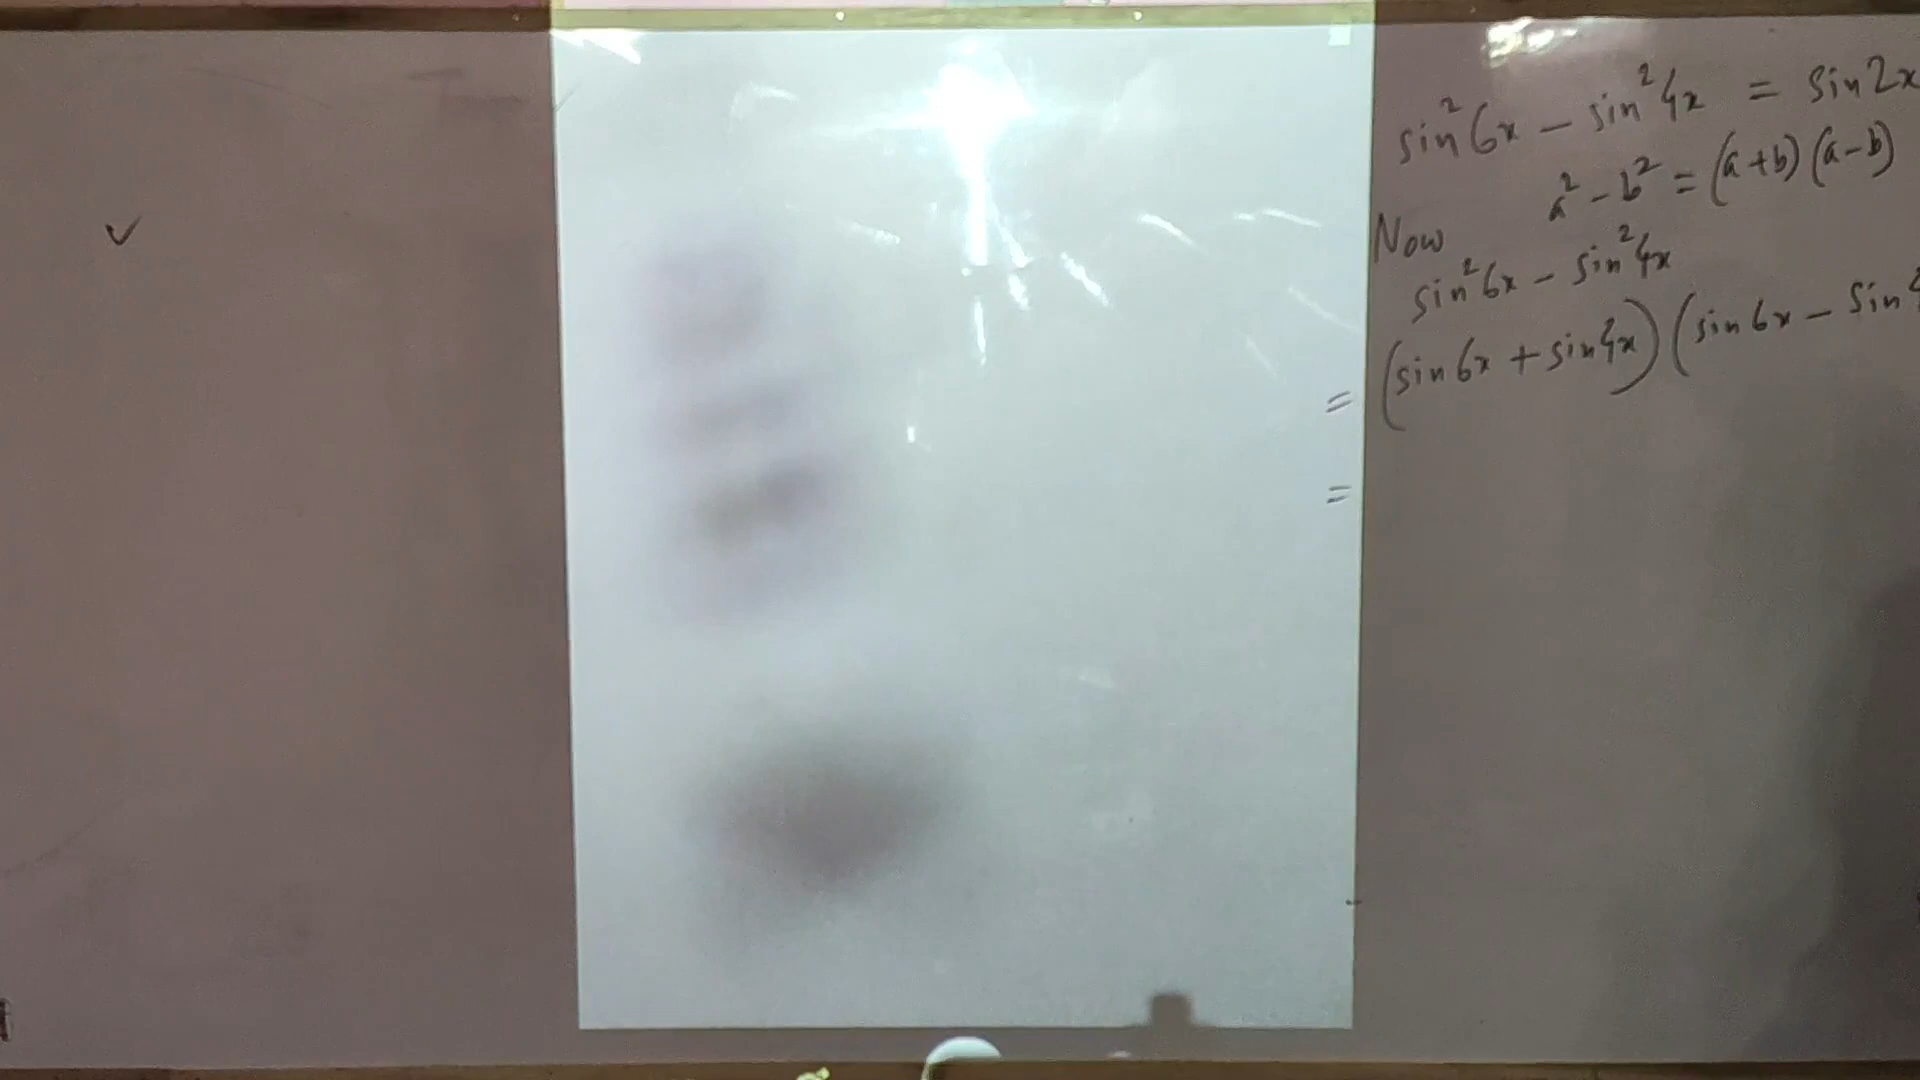 sin²6x - sin²4x = sin2x
a² - b² = (a+b)(a-b)
Now
sin²6x - sin²4x
= (sin6x + sin4x)(sin6x - sin
=